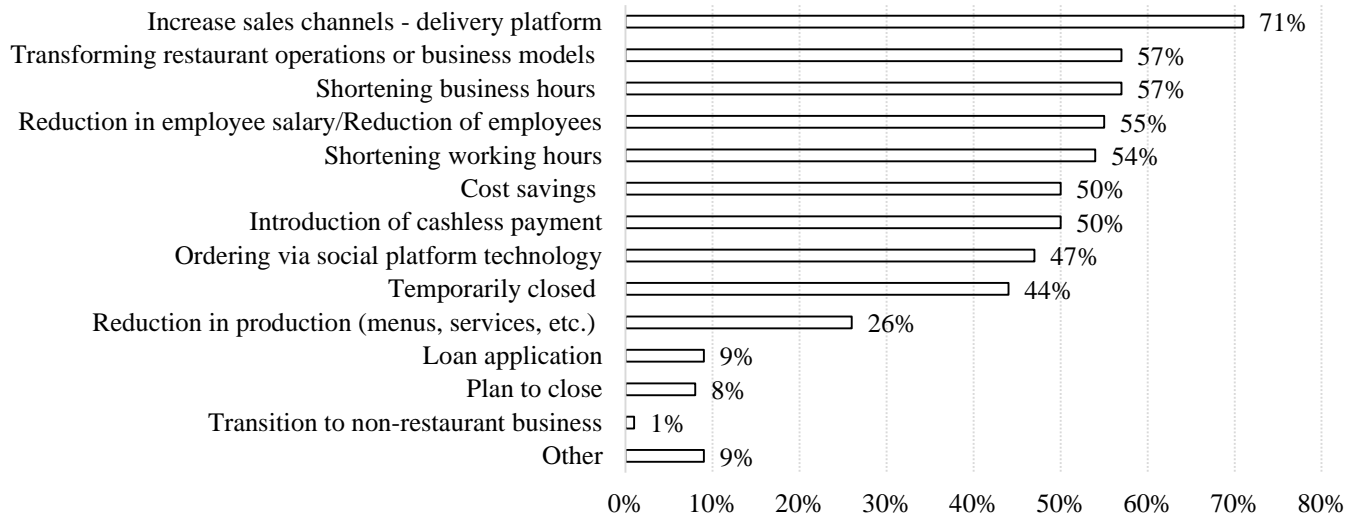 Increase sales channels - delivery platform 71%
Transforming restaurant operations or business models 57%
Shortening business hours 57%
Reduction in employee salary/Reduction of employees 55%
Shortening working hours 54%
Cost savings 50%
Introduction of cashless payment 50%
Ordering via social platform technology 47%
Temporarily closed 44%
Reduction in production (menus, services, etc.) 26%
Loan application 9%
Plan to close 8%
Transition to non-restaurant business 1%
Other 9%
0% 10% 20% 30% 40% 50% 60% 70% 80%